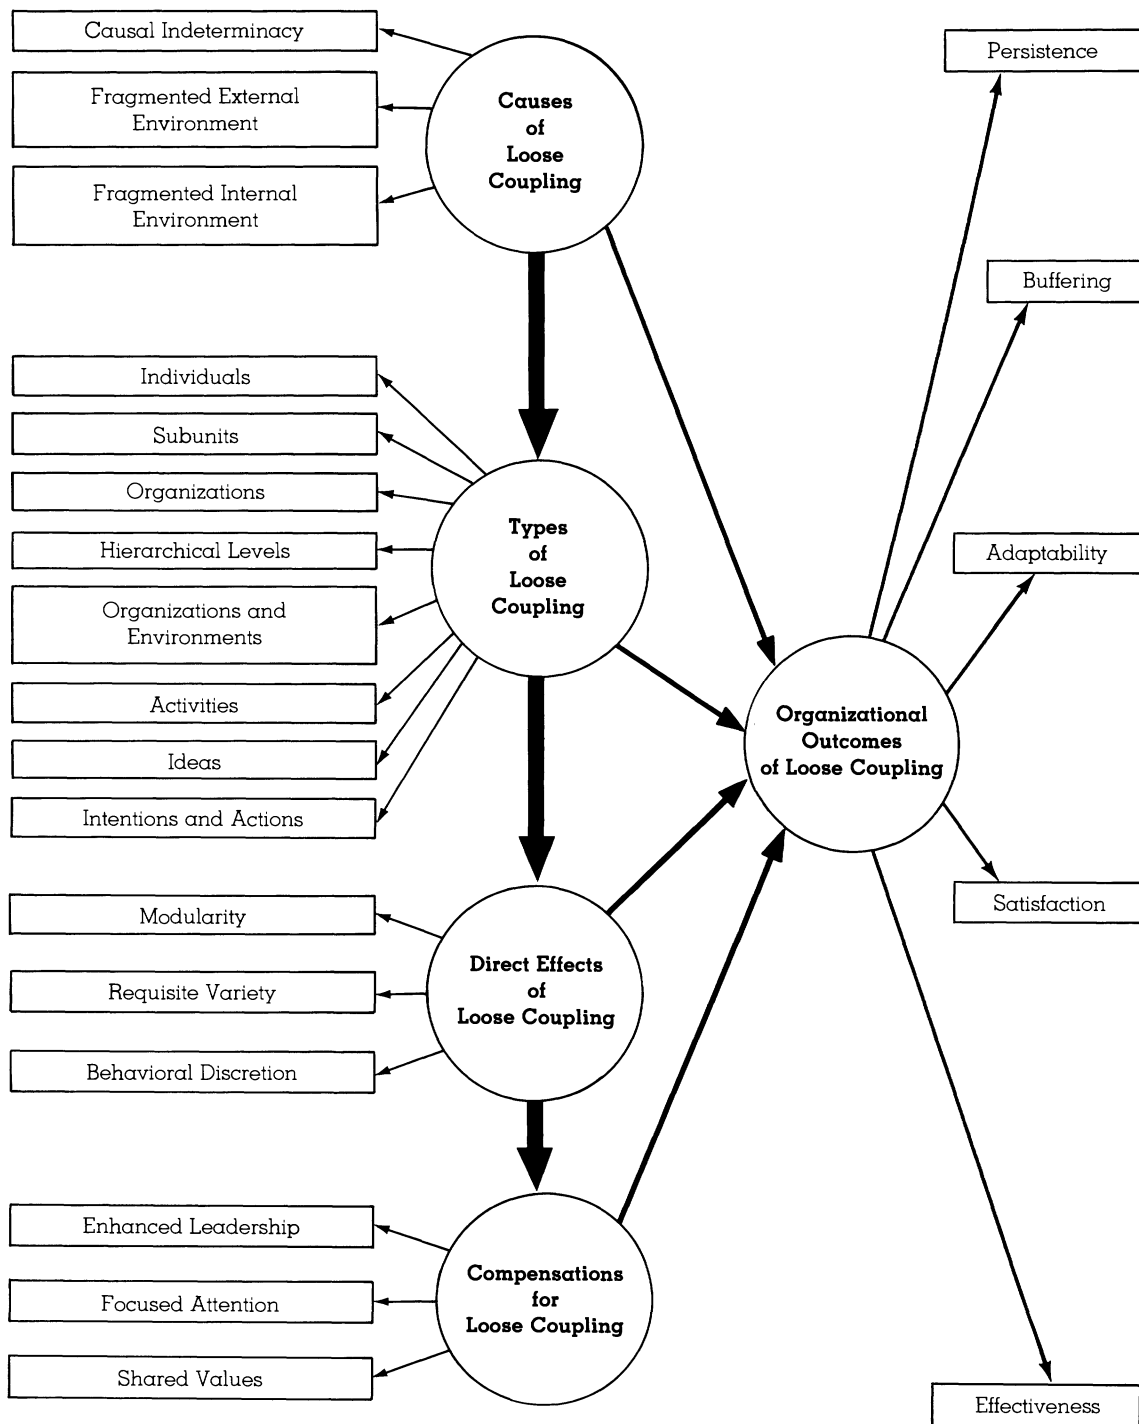 Causal Indeterminacy
Fragmented External
Environment
Fragmented Internal
Environment
Causes
of
Loose
Coupling
Individuals
Subunits
Organizations
Hierarchical Levels
Organizations and
Environments
Activities
Ideas
Intentions and Actions
Types
of
Loose
Coupling
Modularity
Requisite Variety
Behavioral Discretion
Direct Effects
of
Loose Coupling
Enhanced Leadership
Focused Attention
Shared Values
Compensations
for
Loose Coupling
Organizational
Outcomes
of Loose Coupling
Persistence
Buffering
Adaptability
Satisfaction
Effectiveness